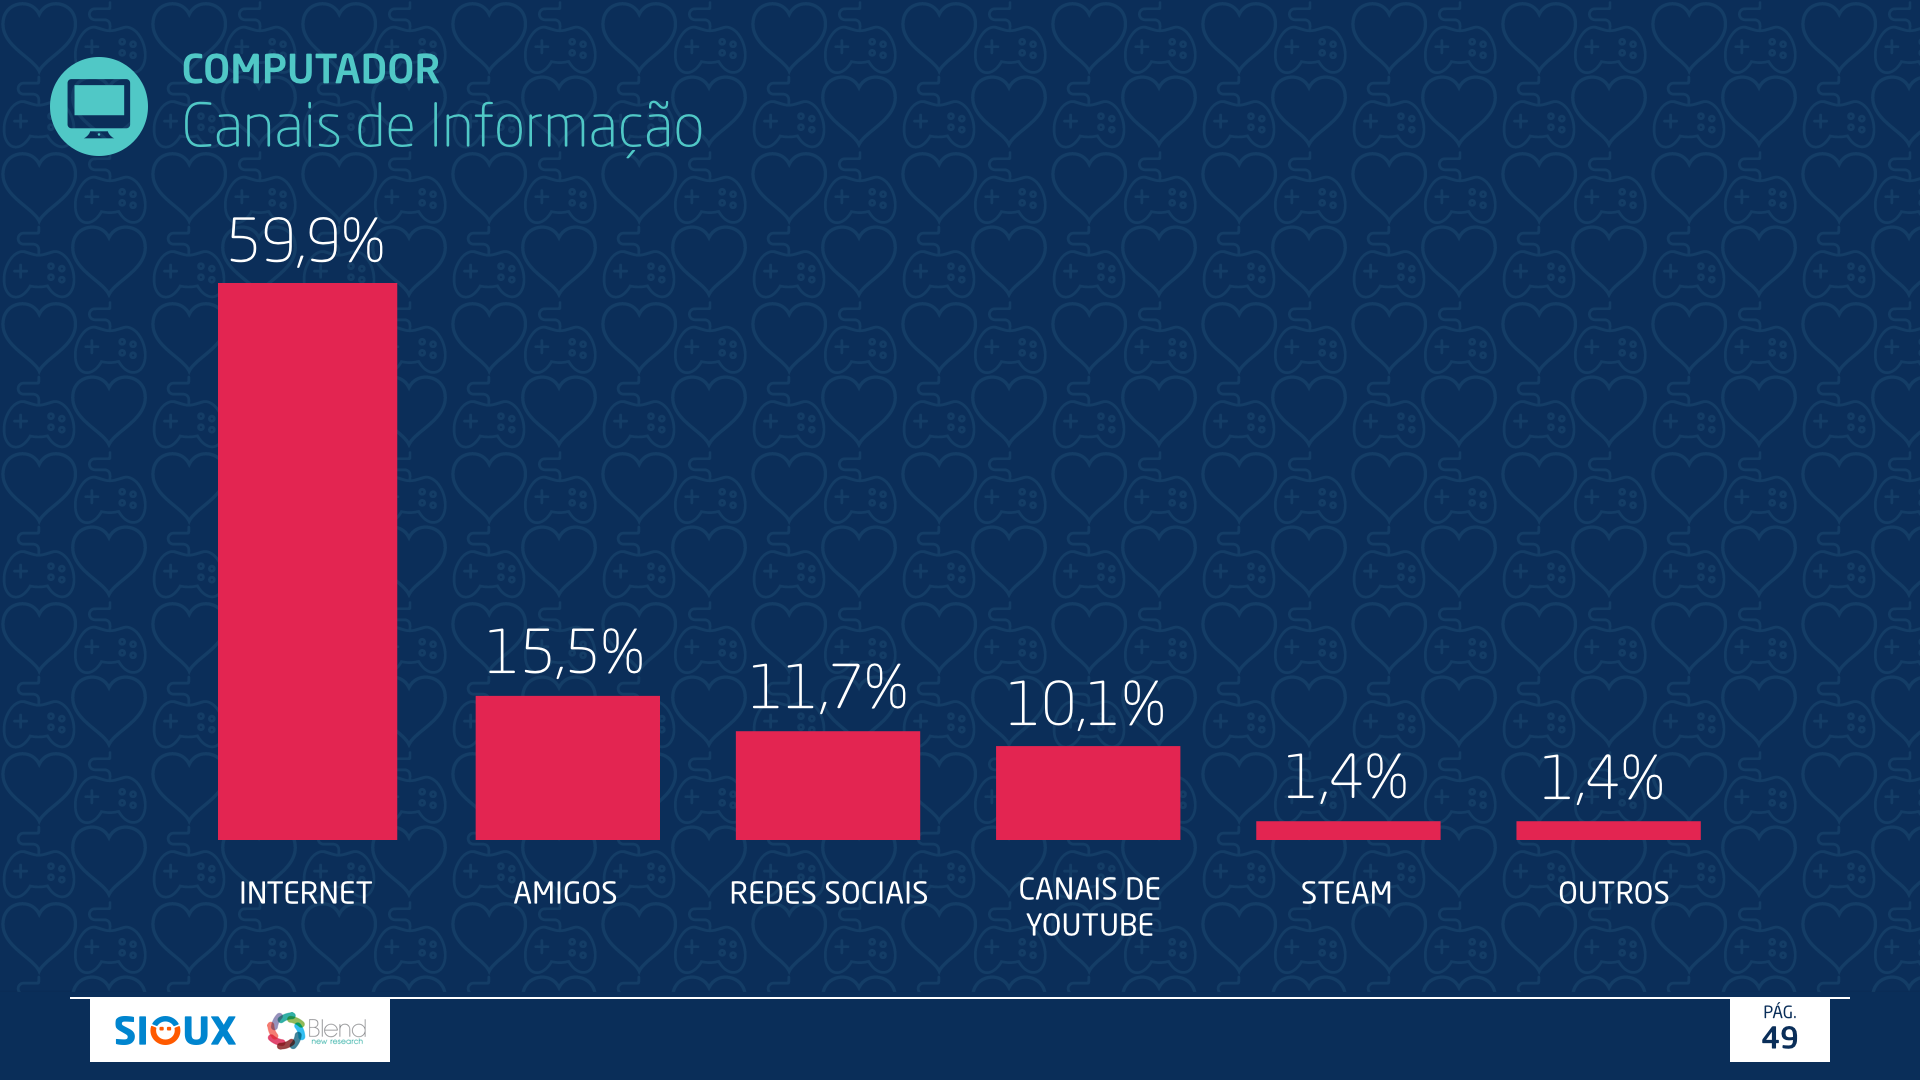 COMPUTADOR
Canais de Informação
59,9%
15,5%
11,7%
10,1%
1,4%
1,4%
INTERNET
AMIGOS
REDES SOCIAIS
CANAIS DE
YOUTUBE
STEAM
OUTROS
SIOUX
Blend
new research
PÁG.
49